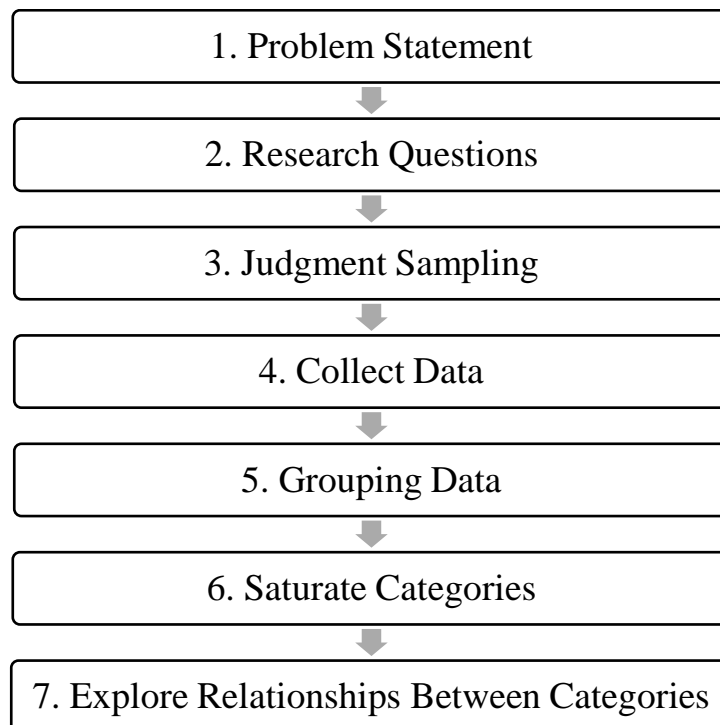 1. Problem Statement
2. Research Questions
3. Judgment Sampling
4. Collect Data
5. Grouping Data
6. Saturate Categories
7. Explore Relationships Between Categories